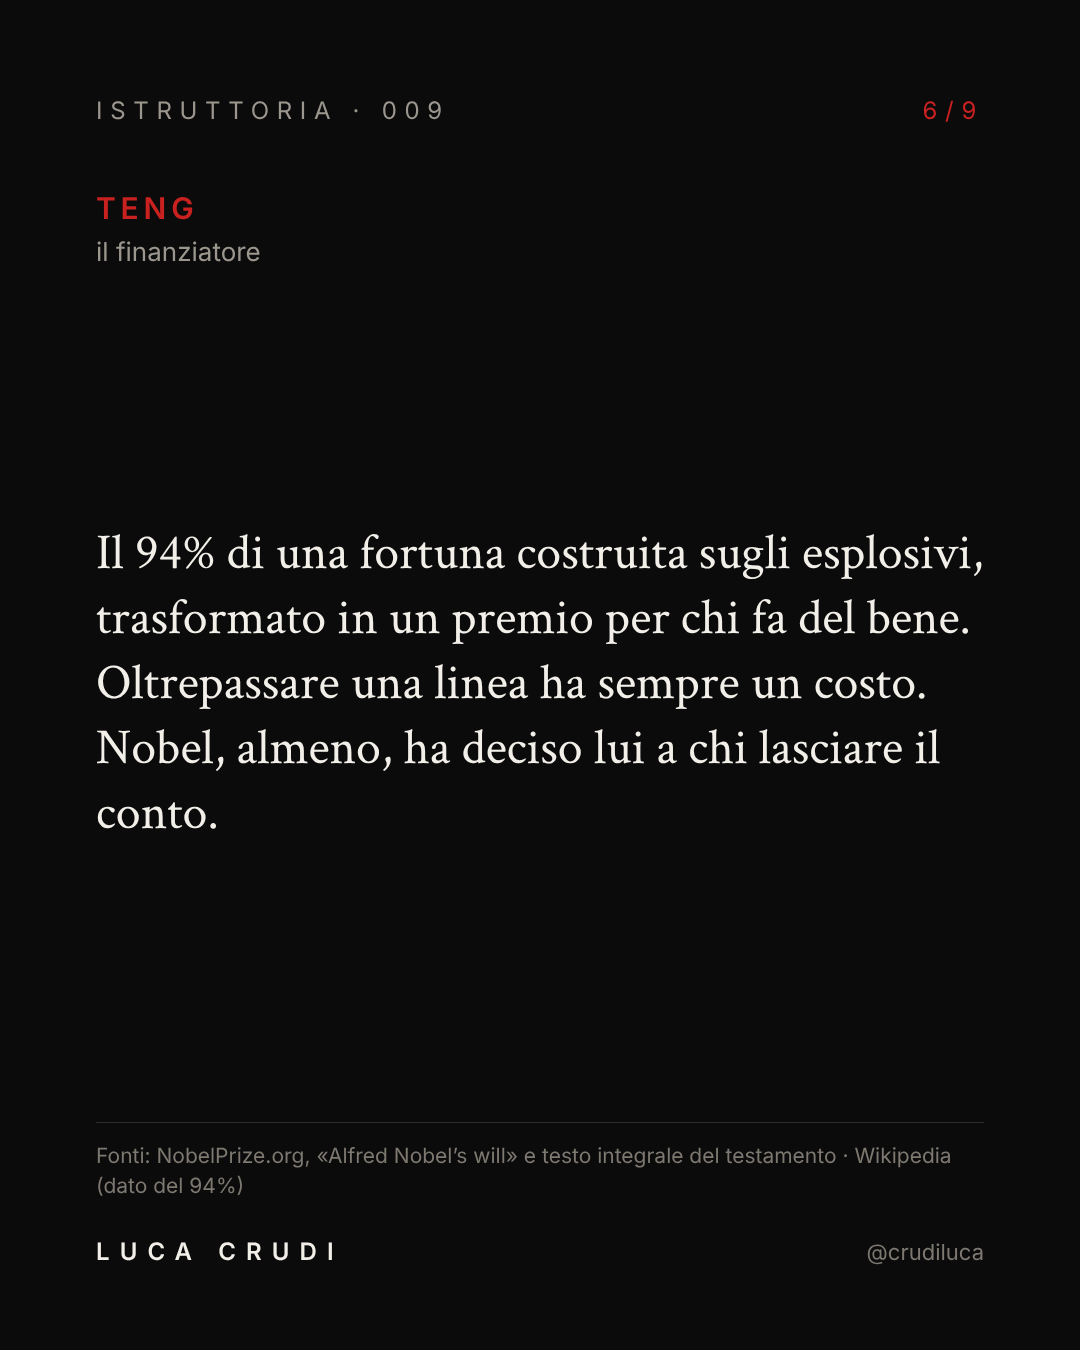 ISTRUTTORIA · 009
6/9
TENG
il finanziatore
Il 94% di una fortuna costruita sugli esplosivi,
trasformato in un premio per chi fa del bene.
Oltrepassare una linea ha sempre un costo.
Nobel, almeno, ha deciso lui a chi lasciare il
conto.
Fonti: NobelPrize.org, «Alfred Nobel’s will» e testo integrale del testamento · Wikipedia
(dato del 94%)
LUCA CRUDI
@crudiluca